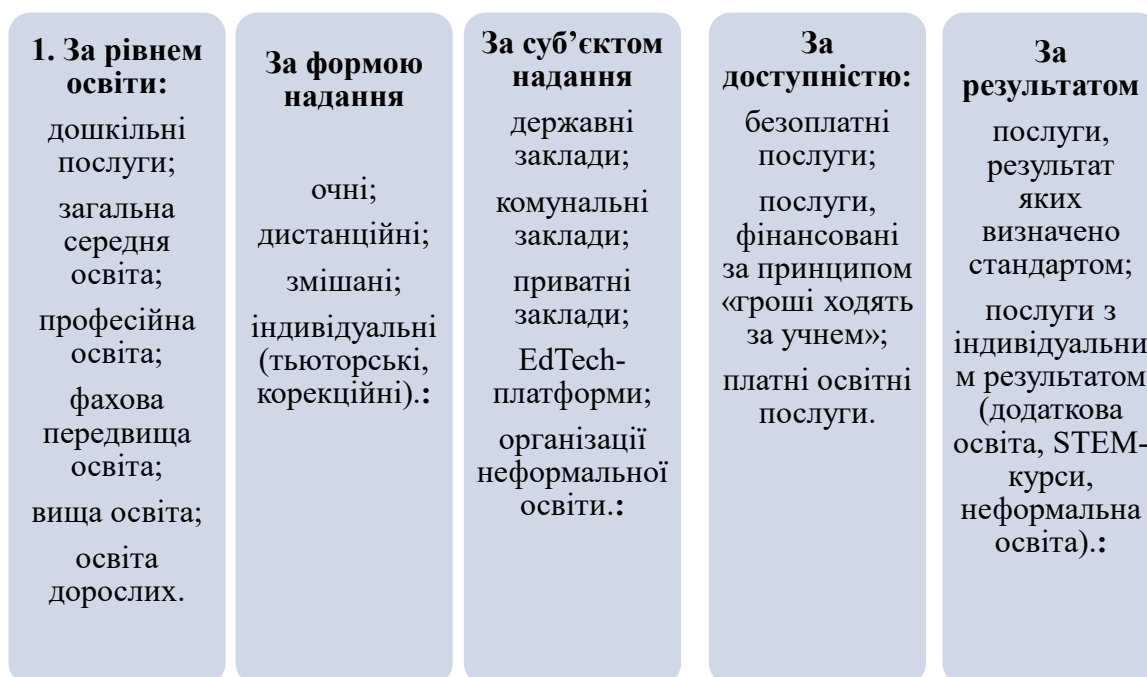 1. За рівнем
освіти:
дошкільні
послуги;
загальна
середня
освіта;
професійна
освіта;
фахова
передвища
освіта;
вища освіта;
освіта
дорослих.
За формою
надання
очні;
дистанційні;
змішані;
індивідуальні
(тьюторські,
корекційні).:
За суб’єктом
надання
державні
заклади;
комунальні
заклади;
приватні
заклади;
EdTech-
платформи;
організації
неформальної
освіти.:
За
доступністю:
безоплатні
послуги;
послуги,
фінансовані
за принципом
«гроші ходять
за учнем»;
платні освітні
послуги.
За
результатом
послуги,
результат
яких
визначено
стандартом;
послуги з
індивідуальни
м результатом
(додаткова
освіта, STEM-
курси,
неформальна
освіта).: